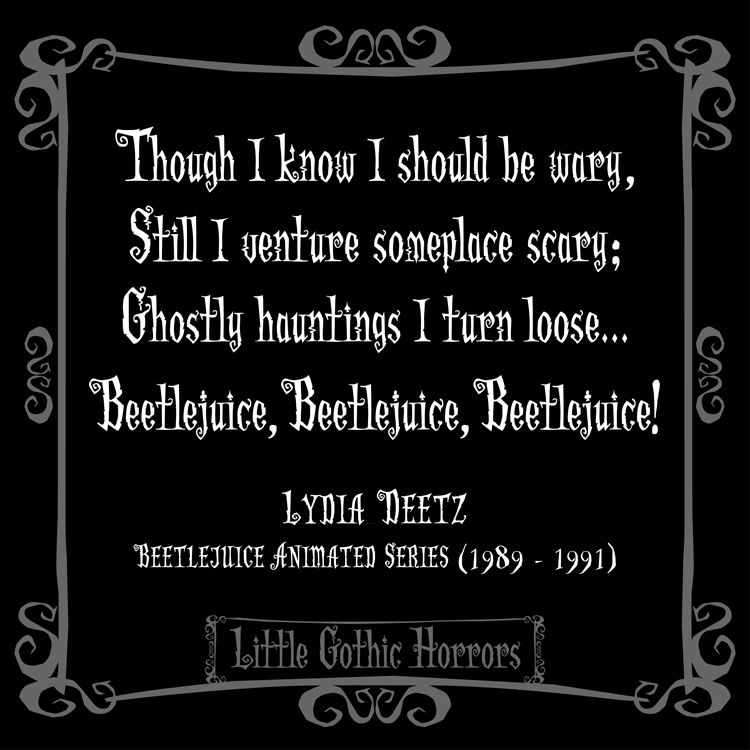 Though I know I should be wary,
Still I venture someplace scary;
Ghostly hauntings I turn loose...
Beetlejuice, Beetlejuice, Beetlejuice!
Lydia Deetz
Beetlejuice Animated Series (1989 - 1991)
Little Gothic Horrors